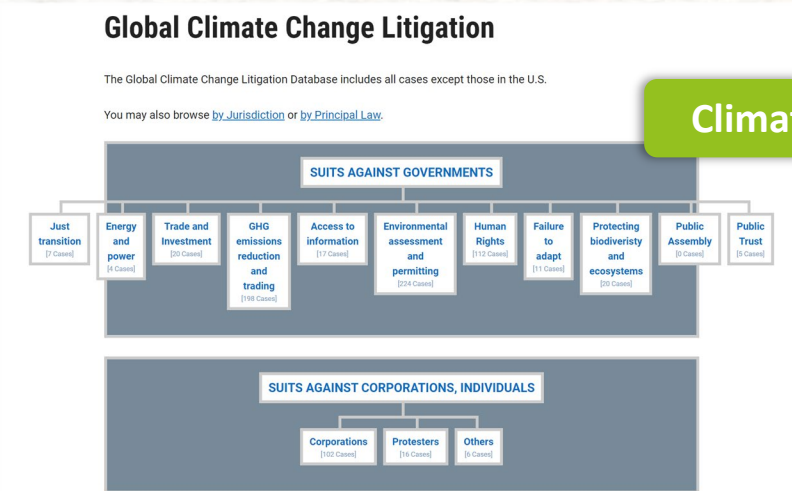 Global Climate Change Litigation
The Global Climate Change Litigation Database includes all cases except those in the U.S.
You may also browse by Jurisdiction or by Principal Law.
Climat
SUITS AGAINST GOVERNMENTS
Just
transition
[7 Cases]
Energy
and
power
[4 Cases]
Trade and
Investment
[20 Cases]
GHG
emissions
reduction
and
trading
[198 Cases]
Access to
information
[17 Cases]
Environmental
assessment
and
permitting
[224 Cases]
Human
Rights
[112 Cases]
Failure
to
adapt
[11 Cases]
Protecting
biodiveristy
and
ecosystems
[20 Cases]
Public
Assembly
[0 Cases]
Public
Trust
[5 Cases]
SUITS AGAINST CORPORATIONS, INDIVIDUALS
Corporations
[102 Cases]
Protesters
[16 Cases]
Others
[6 Cases]